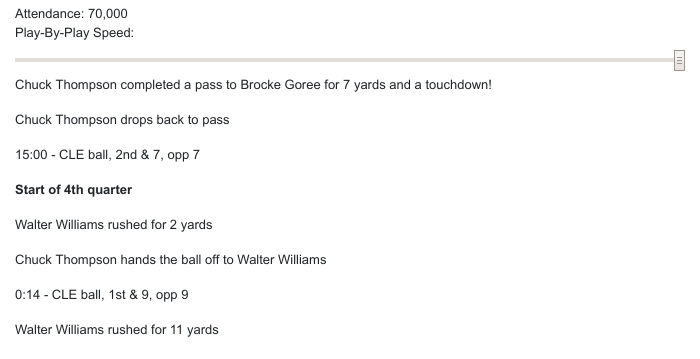 Attendance: 70,000
Play-By-Play Speed:
Chuck Thompson completed a pass to Brocke Goree for 7 yards and a touchdown!
Chuck Thompson drops back to pass
15:00 - CLE ball, 2nd & 7, opp 7
Start of 4th quarter
Walter Williams rushed for 2 yards
Chuck Thompson hands the ball off to Walter Williams
0:14 - CLE ball, 1st & 9, opp 9
Walter Williams rushed for 11 yards